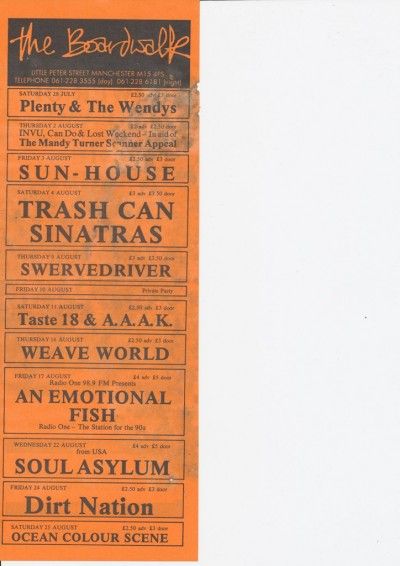 the Boardwalk
LITTLE PETER STREET MANCHESTER M15 4PS
TELEPHONE 061-228 3555 (day) 061-228 (night)
SATURDAY 28 JULY £2.50 adv £3 door
Plenty & The Wendys
THURSDAY 2 AUGUST £2 adv £2.50 door
INVU, Can Do & Lost Weekend – In aid of
The Mandy Turner Scanner Appeal
FRIDAY 3 AUGUST £2.50 adv £3 door
SUN-HOUSE
SATURDAY 4 AUGUST £3 adv £3.50 door
TRASH CAN
SINATRAS
THURSDAY 9 AUGUST £3 adv £3.50 door
SWERVEDRIVER
FRIDAY 10 AUGUST Private Party
SATURDAY 11 AUGUST £2.50 adv £3 door
Taste 18 & A.A.A.K.
THURSDAY 16 AUGUST £2.50 adv £3 door
WEAVE WORLD
FRIDAY 17 AUGUST £4 adv £5 door
Radio One 98.9 FM Presents
AN EMOTIONAL
FISH
Radio One – The Station for the 90s
WEDNESDAY 22 AUGUST £4 adv £5 door
from USA
SOUL ASYLUM
FRIDAY 24 AUGUST £2.50 adv £3 door
Dirt Nation
SATURDAY 25 AUGUST £2.50 adv £3 door
OCEAN COLOUR SCENE